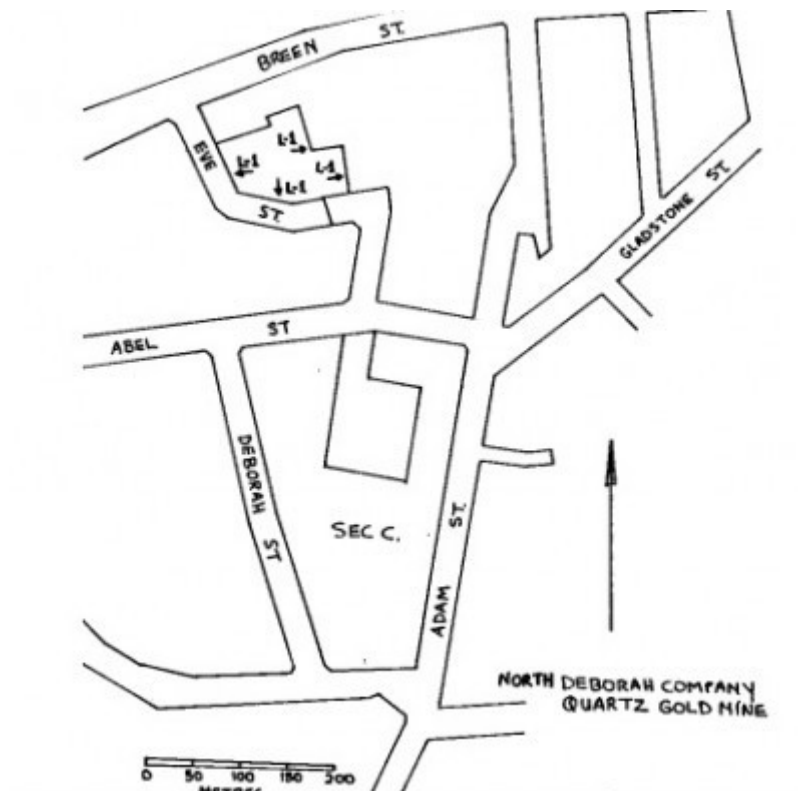 BREEN ST.
EVE ST.
L-1
L-1
L-1
L-1
GLADSTONE ST.
ABEL ST
DEBORAH ST
SEC C.
ADAM ST.
NORTH DEBORAH COMPANY
QUARTZ GOLD MINE
0 50 100 150 200
METRES